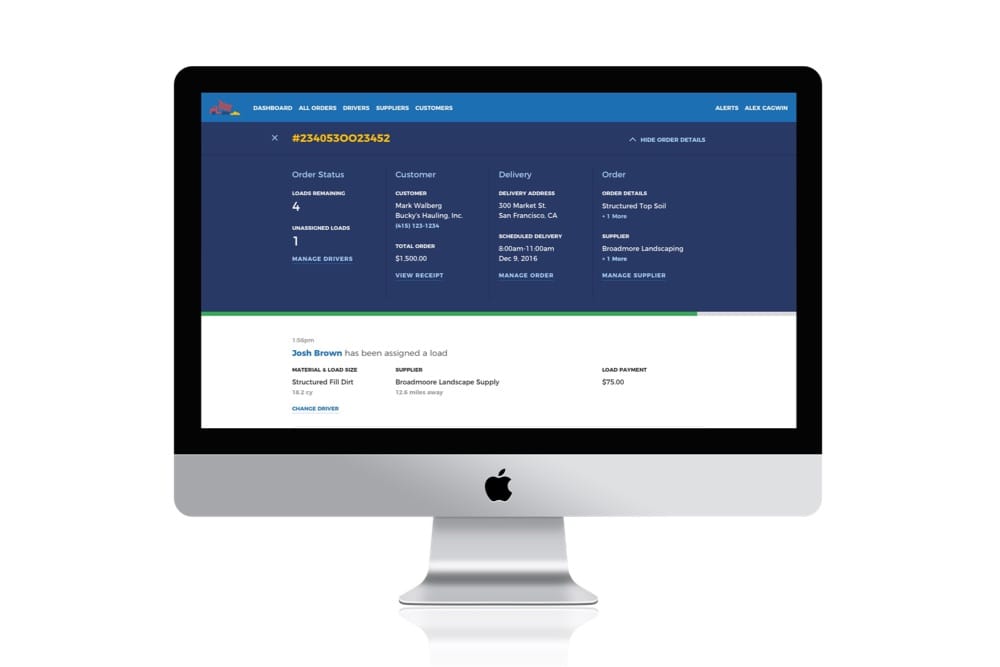 DASHBOARD ALL ORDERS DRIVERS SUPPLIERS CUSTOMERS ALERTS ALEX CAGWIN
× #2340530023452 HIDE ORDER DETAILS
Order Status
LOADS REMAINING
4
UNASSIGNED LOADS
1
MANAGE DRIVERS
Customer
CUSTOMER
Mark Walberg
Bucky's Hauling, Inc.
(415) 123-1234
TOTAL ORDER
$1,500.00
VIEW RECEIPT
Delivery
DELIVERY ADDRESS
300 Market St.
San Francisco, CA
SCHEDULED DELIVERY
8:00am-11:00am
Dec 9, 2016
MANAGE ORDER
Order
ORDER DETAILS
Structured Top Soil
+ 1 More
SUPPLIER
Broadmore Landscaping
+ 1 More
MANAGE SUPPLIER
1:56pm
Josh Brown has been assigned a load
MATERIAL & LOAD SIZE
Structured Fill Dirt
18.2 cy
CHANGE DRIVER
SUPPLIER
Broadmoore Landscape Supply
12.6 miles away
LOAD PAYMENT
$75.00